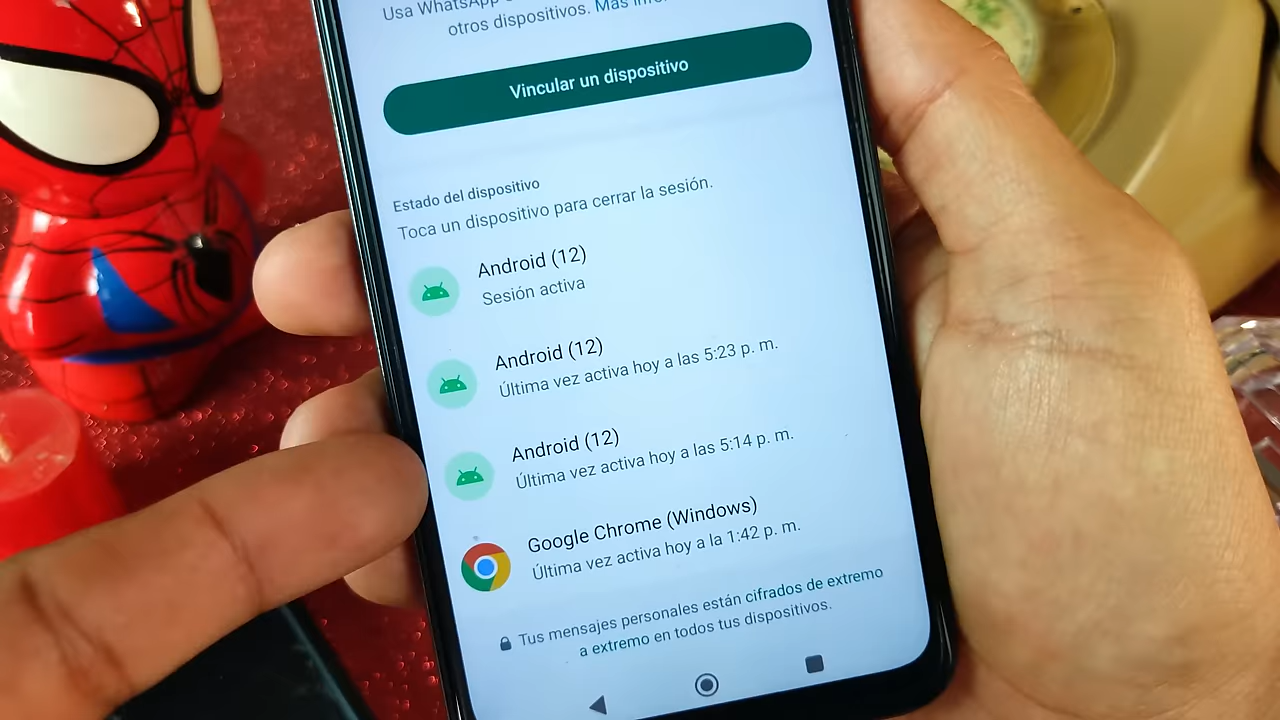 Usa WhatsApp
otros dispositivos. Más
Vincular un dispositivo
Estado del dispositivo
Toca un dispositivo para cerrar la sesión.
Android (12)
Sesión activa
Android (12)
Última vez activa hoy a las 5:23 p. m.
Android (12)
Última vez activa hoy a las 5:14 p. m.
Google Chrome (Windows)
Última vez activa hoy a la 1:42 p. m.
Tus mensajes personales están cifrados de extremo
a extremo en todos tus dispositivos.